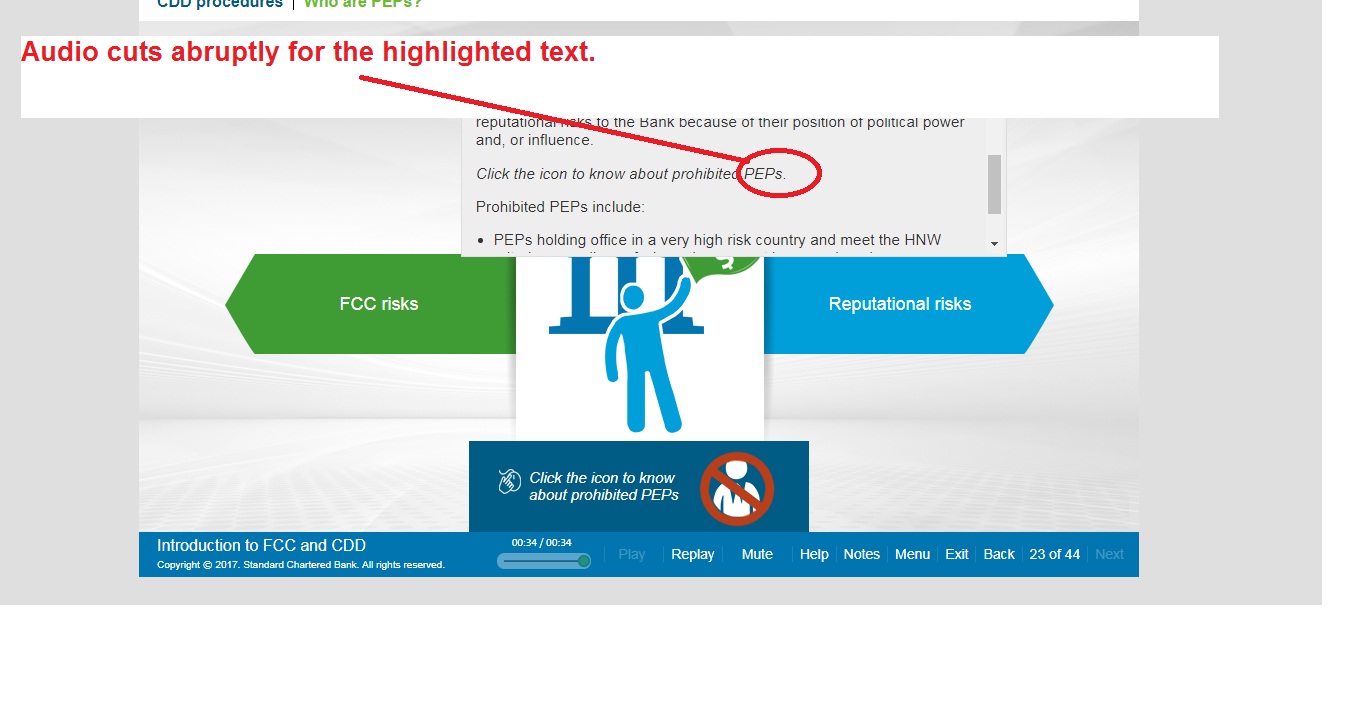 CDD procedures | Who are PEPs?
Audio cuts abruptly for the highlighted text.
reputational risks to the Bank because of their position of political power
and, or influence.
Click the icon to know about prohibited PEPs.
Prohibited PEPs include:
• PEPs holding office in a very high risk country and meet the HNW
FCC risks
Reputational risks
Click the icon to know
about prohibited PEPs
Introduction to FCC and CDD
Copyright © 2017. Standard Chartered Bank. All rights reserved.
00:34 / 00:34
Play
Replay
Mute
Help
Notes
Menu
Exit
Back
23 of 44
Next